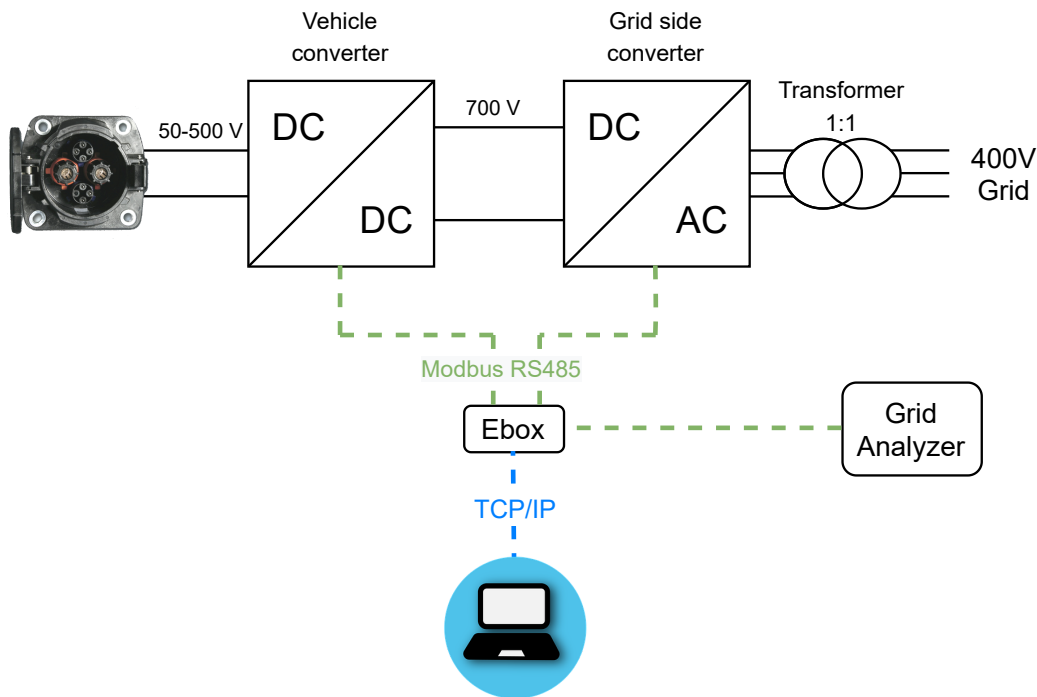 Vehicle
converter
Grid side
converter
Transformer
1:1
50-500 V
DC
DC
700 V
DC
AC
400V
Grid
Modbus RS485
Ebox
Grid
Analyzer
TCP/IP